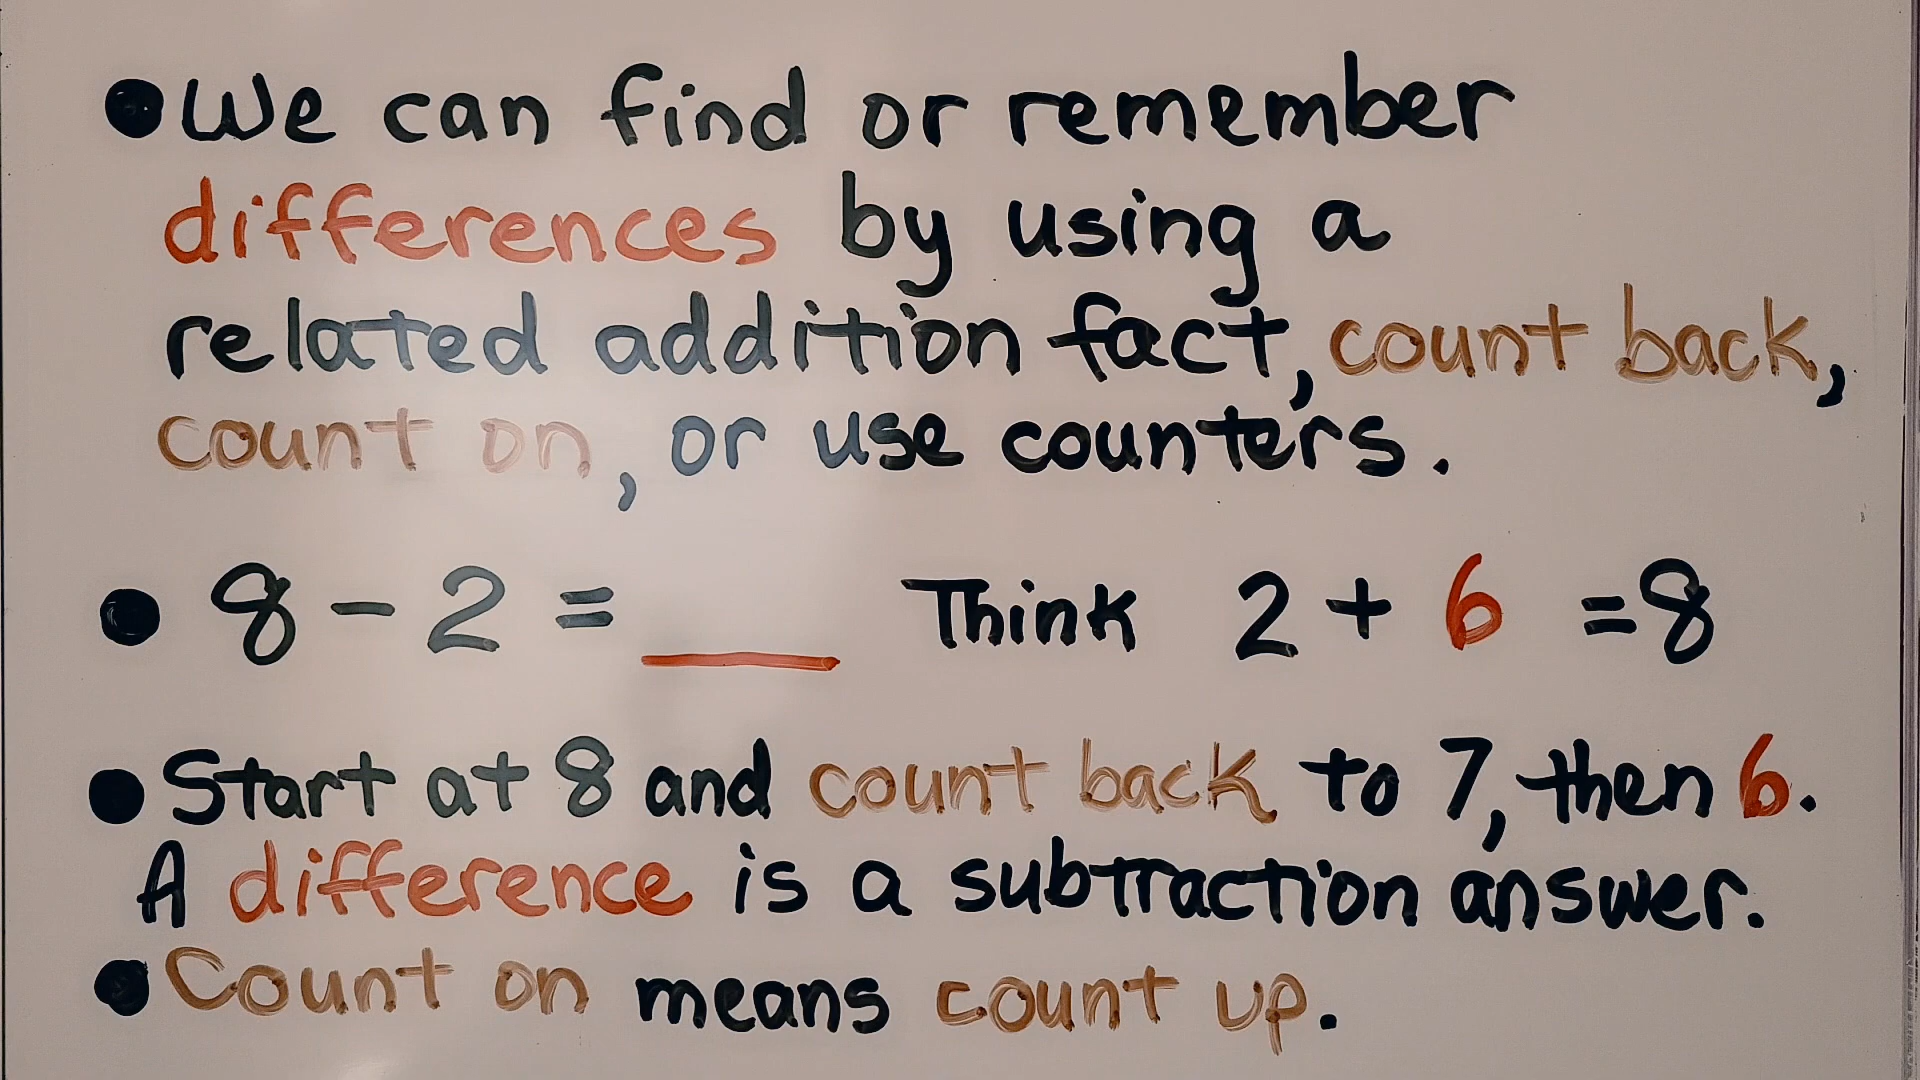 ●We can find or remember
differences by using a
related addition fact, count back,
count on, or use counters.
● 8 - 2 = ___ Think 2 + 6 = 8
● Start at 8 and count back to 7, then 6.
A difference is a subtraction answer.
● Count on means count up.